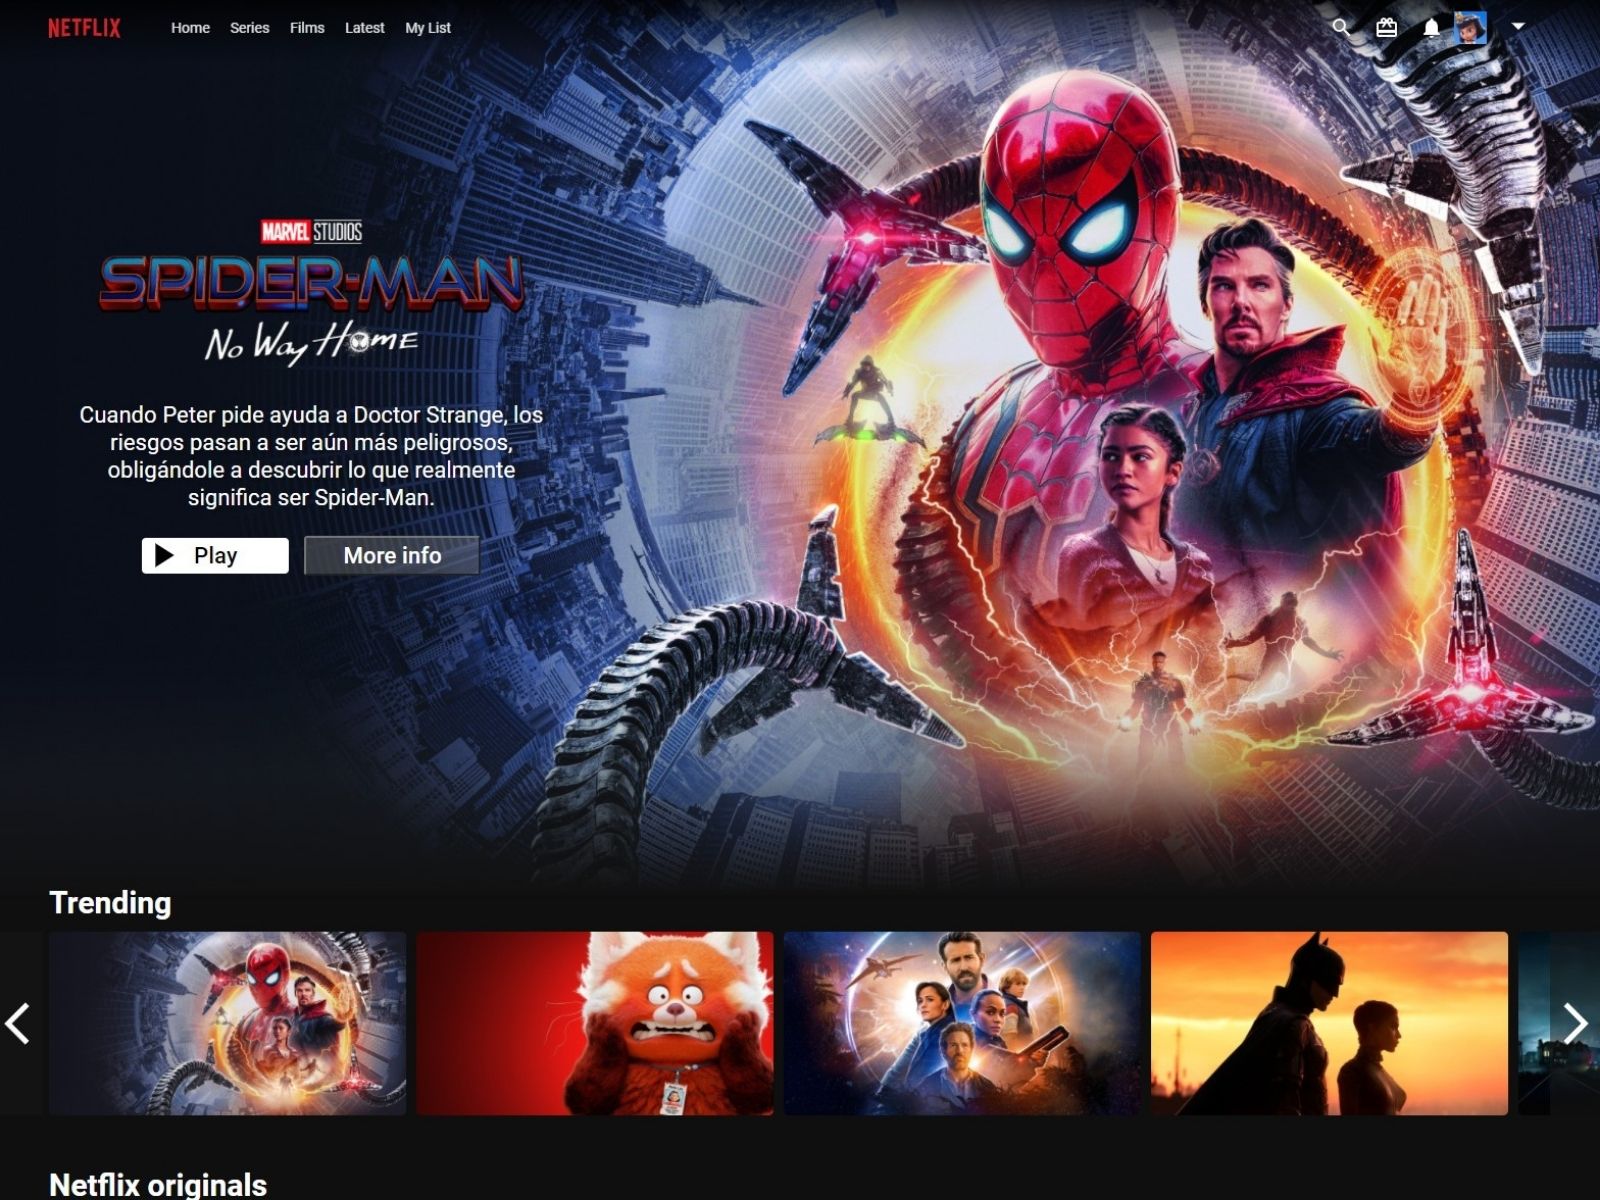 NETFLIX
Home
Series
Films
Latest
My List
MARVEL STUDIOS
SPIDER-MAN
NO WAY HOME
Cuando Peter pide ayuda a Doctor Strange, los
riesgos pasan a ser aún más peligrosos,
obligándole a descubrir lo que realmente
significa ser Spider-Man.
Play
More info
Trending
Netflix originals